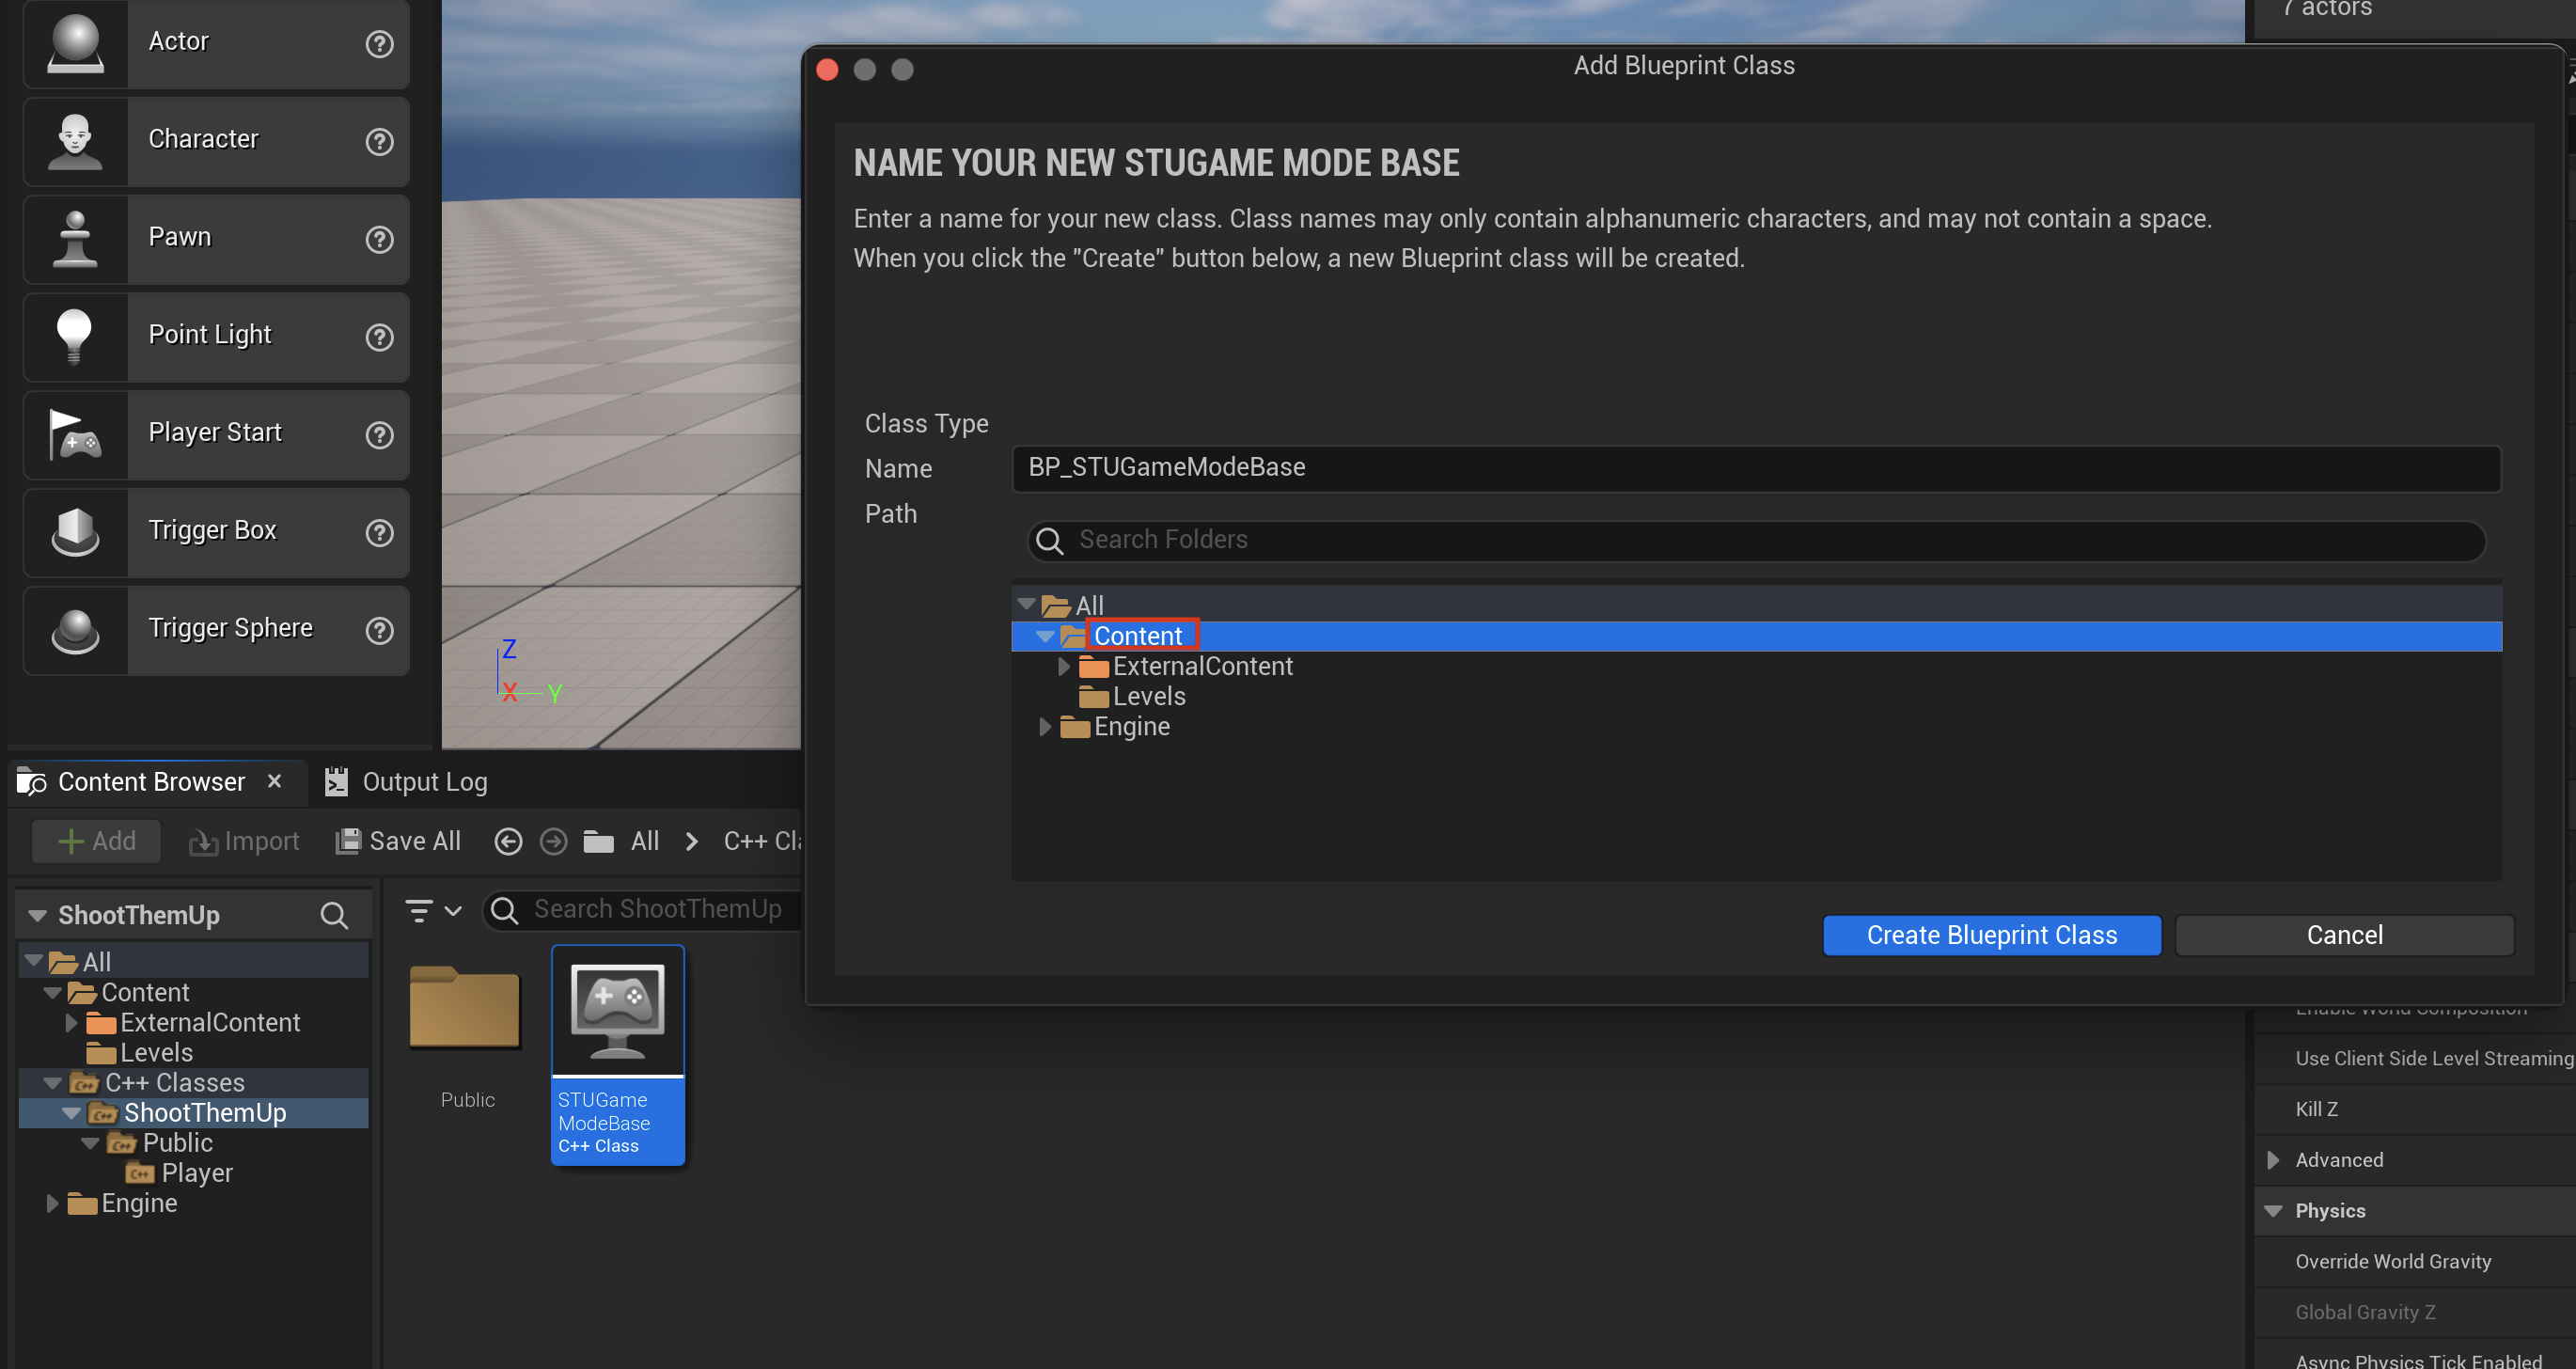 Actor
Character
Pawn
Point Light
Player Start
Trigger Box
Trigger Sphere
Z
X
Y
7 actors
Add Blueprint Class
NAME YOUR NEW STUGAME MODE BASE
Enter a name for your new class. Class names may only contain alphanumeric characters, and may not contain a space.
When you click the "Create" button below, a new Blueprint class will be created.
Class Type
Name
BP_STUGameModeBase
Path
Search Folders
All
Content
ExternalContent
Levels
Engine
Create Blueprint Class
Cancel
Content Browser
Output Log
Add
Import
Save All
All
C++ Cla
ShootThemUp
All
Content
ExternalContent
Levels
C++ Classes
ShootThemUp
Public
Player
Engine
Search ShootThemUp
Public
STUGame
ModeBase
C++ Class
Enable World Composition
Use Client Side Level Streaming
Kill Z
Advanced
Physics
Override World Gravity
Global Gravity Z
Async Physics Tick Enabled